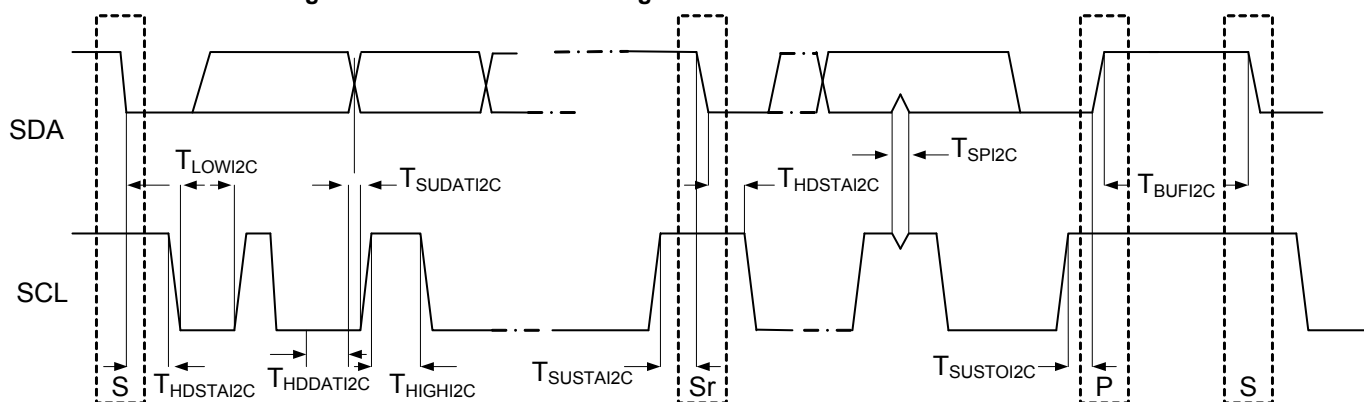 SDA
T_LOWI2C
T_SUDATI2C
T_HDSTAI2C
T_SPI2C
T_BUFI2C
SCL
S
T_HDSTAI2C
T_HDDATI2C
T_HIGHI2C
T_SUSTAI2C
Sr
T_SUSTOI2C
P
S